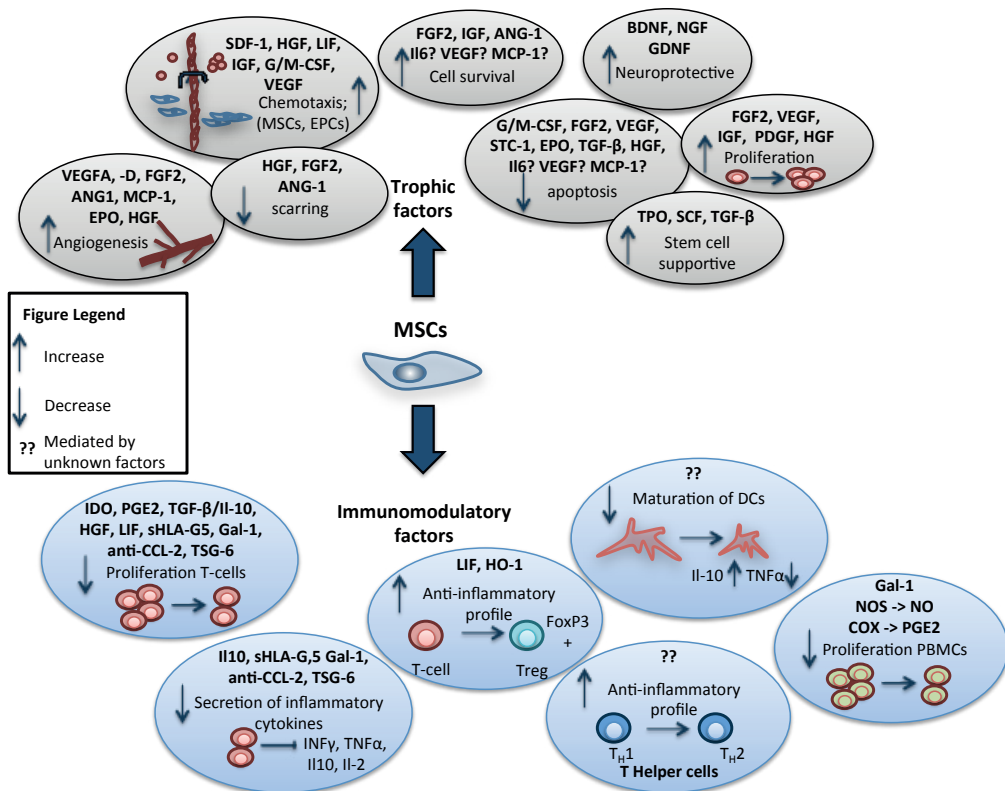 SDF-1, HGF, LIF,
IGF, G/M-CSF,
VEGF
Chemotaxis;
(MSCs, EPCs)
FGF2, IGF, ANG-1
Il6? VEGF? MCP-1?
Cell survival
BDNF, NGF
GDNF
Neuroprotective
G/M-CSF, FGF2, VEGF,
STC-1, EPO, TGF-β, HGF,
Il6? VEGF? MCP-1?
apoptosis
FGF2, VEGF,
IGF, PDGF, HGF
Proliferation
VEGFA, -D, FGF2,
ANG1, MCP-1,
EPO, HGF
Angiogenesis
HGF, FGF2,
ANG-1
scarring
Trophic
factors
TPO, SCF, TGF-β
Stem cell
supportive
Figure Legend
Increase
Decrease
?? Mediated by
unknown factors
MSCs
Immunomodulatory
factors
IDO, PGE2, TGF-β/Il-10,
HGF, LIF, sHLA-G5, Gal-1,
anti-CCL-2, TSG-6
Proliferation T-cells
LIF, HO-1
Anti-inflammatory
profile
FoxP3
+
T-cell
Treg
??
Maturation of DCs
Il-10
TNFα
Gal-1
NOS -> NO
COX -> PGE2
Proliferation PBMCs
Il10, sHLA-G,5 Gal-1,
anti-CCL-2, TSG-6
Secretion of inflammatory
cytokines
INFγ, TNFα,
Il10, Il-2
??
Anti-inflammatory
profile
TH1
TH2
T Helper cells